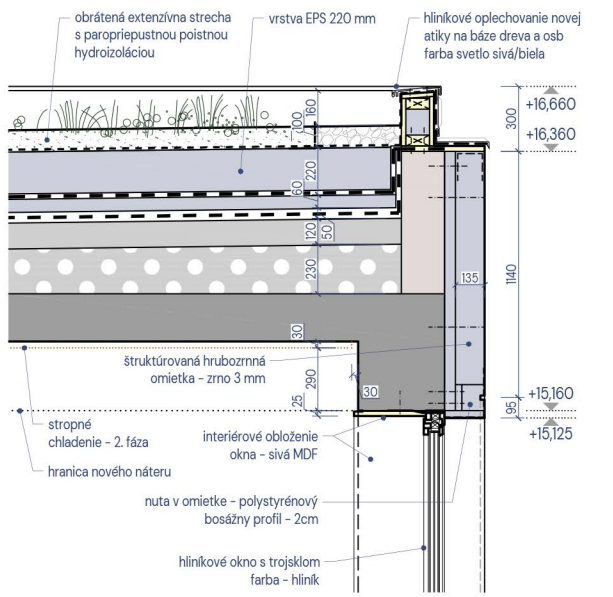 obrátená extenzívna strecha
s paropriepustnou poistnou
hydroizoláciou
vrstva EPS 220 mm
hliníkové oplechovanie novej
atiky na báze dreva a osb
farba svetlo sivá/biela
+16,660
+16,360
300
160
100
220
60
120
50
230
135
1140
30
290
25
30
95
+15,160
+15,125
štruktúrovaná hrubozrnná
omietka - zrno 3 mm
stropné
chladenie - 2. fáza
interiérové obloženie
okna - sivá MDF
hranica nového náteru
nuta v omietke - polystyrénový
bosážny profil - 2cm
hliníkové okno s trojsklom
farba - hliník